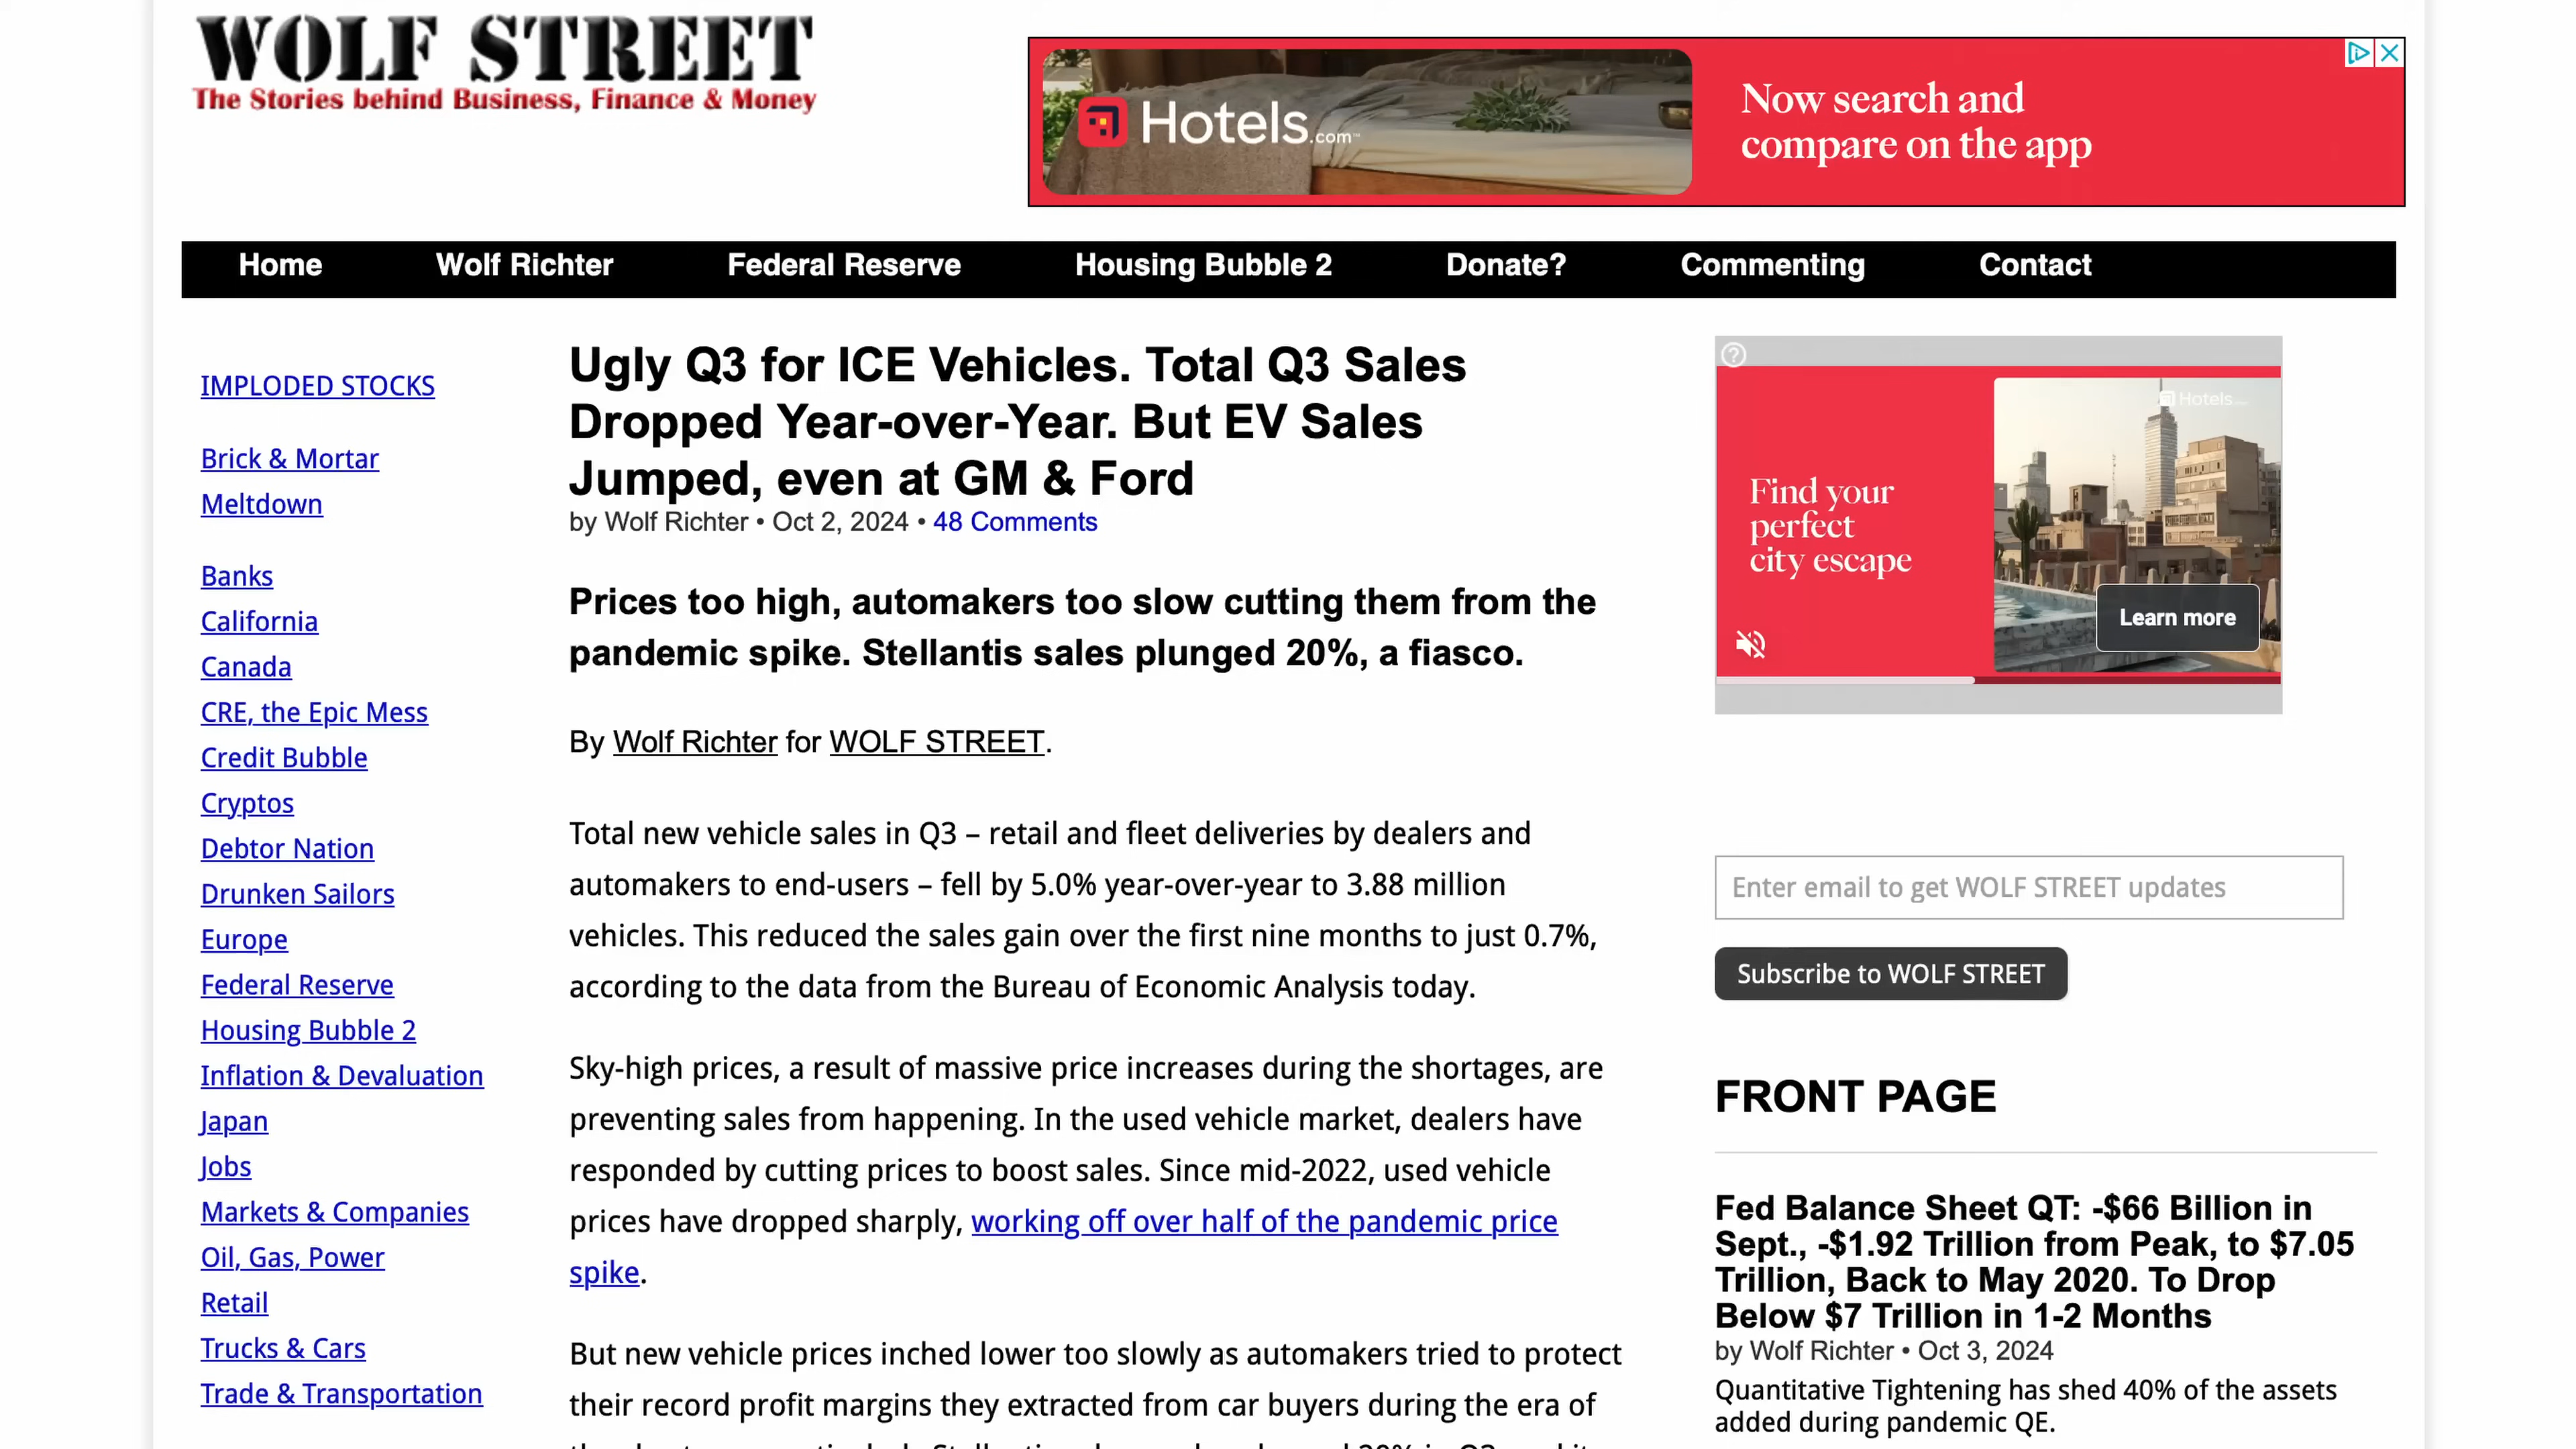 WOLF STREET
The Stories behind Business, Finance & Money
Hotels.com
Now search and
compare on the app
Home Wolf Richter Federal Reserve Housing Bubble 2 Donate? Commenting Contact
IMPLODED STOCKS
Brick & Mortar
Meltdown
Banks
California
Canada
CRE, the Epic Mess
Credit Bubble
Cryptos
Debtor Nation
Drunken Sailors
Europe
Federal Reserve
Housing Bubble 2
Inflation & Devaluation
Japan
Jobs
Markets & Companies
Oil, Gas, Power
Retail
Trucks & Cars
Trade & Transportation
Ugly Q3 for ICE Vehicles. Total Q3 Sales
Dropped Year-over-Year. But EV Sales
Jumped, even at GM & Ford
by Wolf Richter • Oct 2, 2024 • 48 Comments
Prices too high, automakers too slow cutting them from the
pandemic spike. Stellantis sales plunged 20%, a fiasco.
By Wolf Richter for WOLF STREET.
Total new vehicle sales in Q3 – retail and fleet deliveries by dealers and
automakers to end-users – fell by 5.0% year-over-year to 3.88 million
vehicles. This reduced the sales gain over the first nine months to just 0.7%,
according to the data from the Bureau of Economic Analysis today.
Sky-high prices, a result of massive price increases during the shortages, are
preventing sales from happening. In the used vehicle market, dealers have
responded by cutting prices to boost sales. Since mid-2022, used vehicle
prices have dropped sharply, working off over half of the pandemic price
spike.
But new vehicle prices inched lower too slowly as automakers tried to protect
their record profit margins they extracted from car buyers during the era of
Hotels.com
Find your
perfect
city escape
Learn more
Enter email to get WOLF STREET updates
Subscribe to WOLF STREET
FRONT PAGE
Fed Balance Sheet QT: -$66 Billion in
Sept., -$1.92 Trillion from Peak, to $7.05
Trillion, Back to May 2020. To Drop
Below $7 Trillion in 1-2 Months
by Wolf Richter • Oct 3, 2024
Quantitative Tightening has shed 40% of the assets
added during pandemic QE.